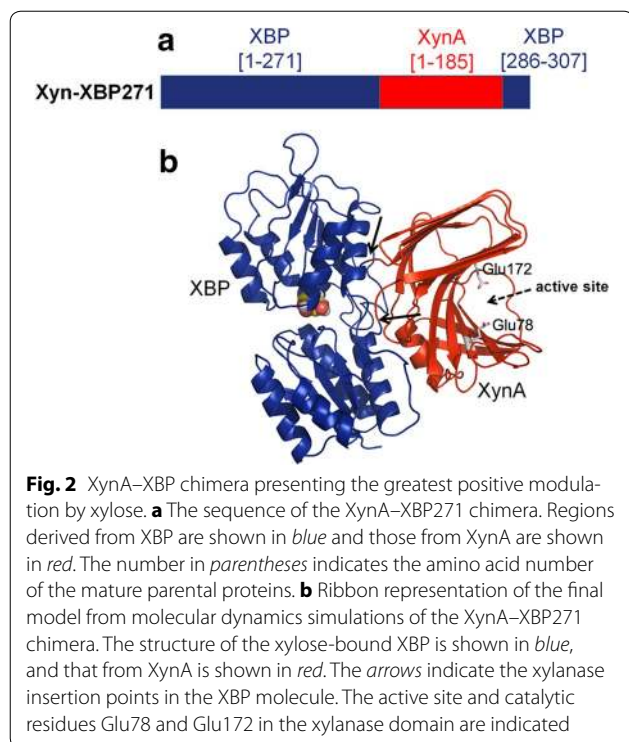 a
XBP XynA XBP
[1-271] [1-185] [286-307]
Xyn-XBP271
b
XBP
Glu172
active site
Glu78
XynA
Fig. 2 XynA–XBP chimera presenting the greatest positive modula-
tion by xylose. a The sequence of the XynA–XBP271 chimera. Regions
derived from XBP are shown in blue and those from XynA are shown
in red. The number in parentheses indicates the amino acid number
of the mature parental proteins. b Ribbon representation of the final
model from molecular dynamics simulations of the XynA–XBP271
chimera. The structure of the xylose-bound XBP is shown in blue,
and that from XynA is shown in red. The arrows indicate the xylanase
insertion points in the XBP molecule. The active site and catalytic
residues Glu78 and Glu172 in the xylanase domain are indicated